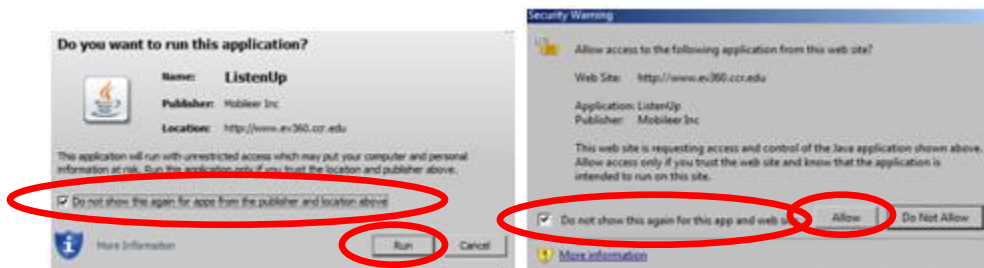 Do you want to run this application?
Name: ListenUp
Publisher: Mobileer Inc
Location: http://www.ev360.ccr.edu
This application will run with unrestricted access which may put your computer and personal
information at risk. Run this application only if you trust the location and publisher above.
Do not show this again for apps from the publisher and location above
More Information
Run
Cancel
Security Warning
Allow access to the following application from this web site?
Web Site: http://www.ev360.ccr.edu
Application: ListenUp
Publisher: Mobileer Inc
This web site is requesting access and control of the Java application shown above.
Allow access only if you trust the web site and know that the application is
intended to run on this site.
Do not show this again for this app and web
Allow
Do Not Allow
More information